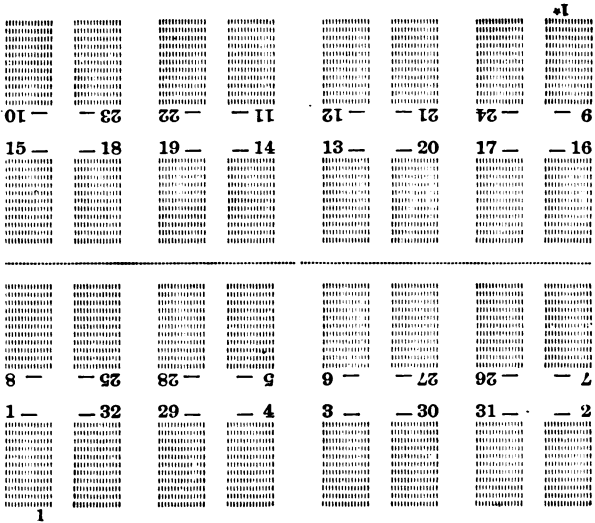 1*
10 — — 23 22 — — 11 12 — — 21 24 — — 9
15 — — 18 19 — — 14 13 — — 20 17 — — 16
8 — — 25 28 — — 5 6 — — 27 26 — — 7
1 — — 32 29 — — 4 3 — — 30 31 — — 2
1